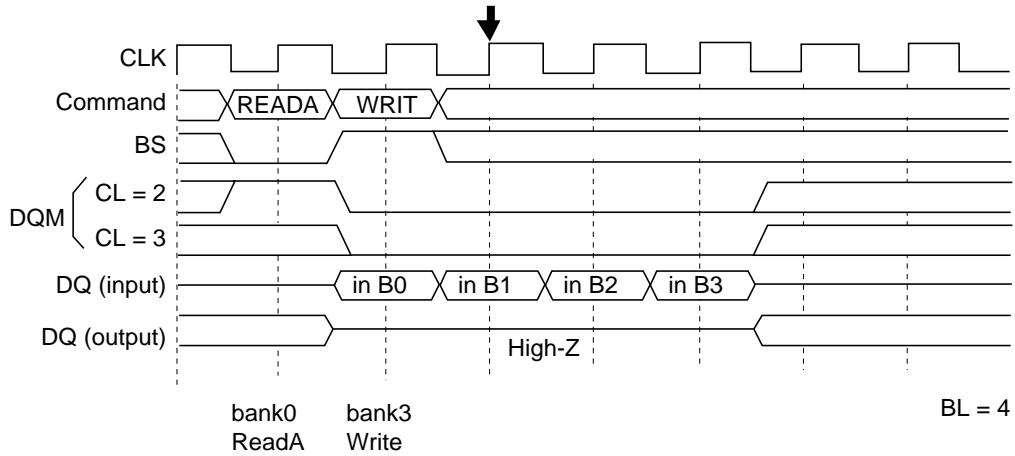 CLK
Command READA WRIT
BS
DQM CL = 2
CL = 3
DQ (input) in B0 in B1 in B2 in B3
DQ (output) High-Z
bank0 bank3 BL = 4
ReadA Write